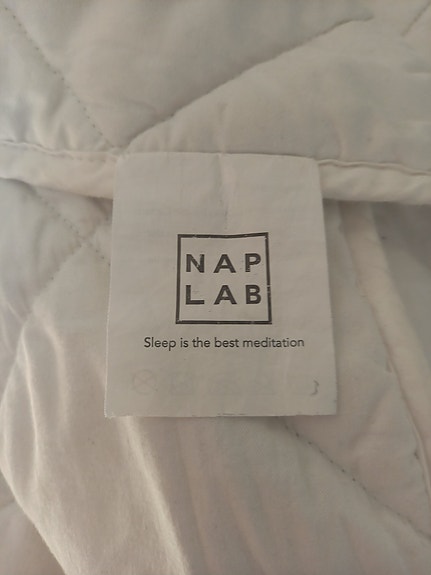 NAP
LAB
Sleep is the best meditation